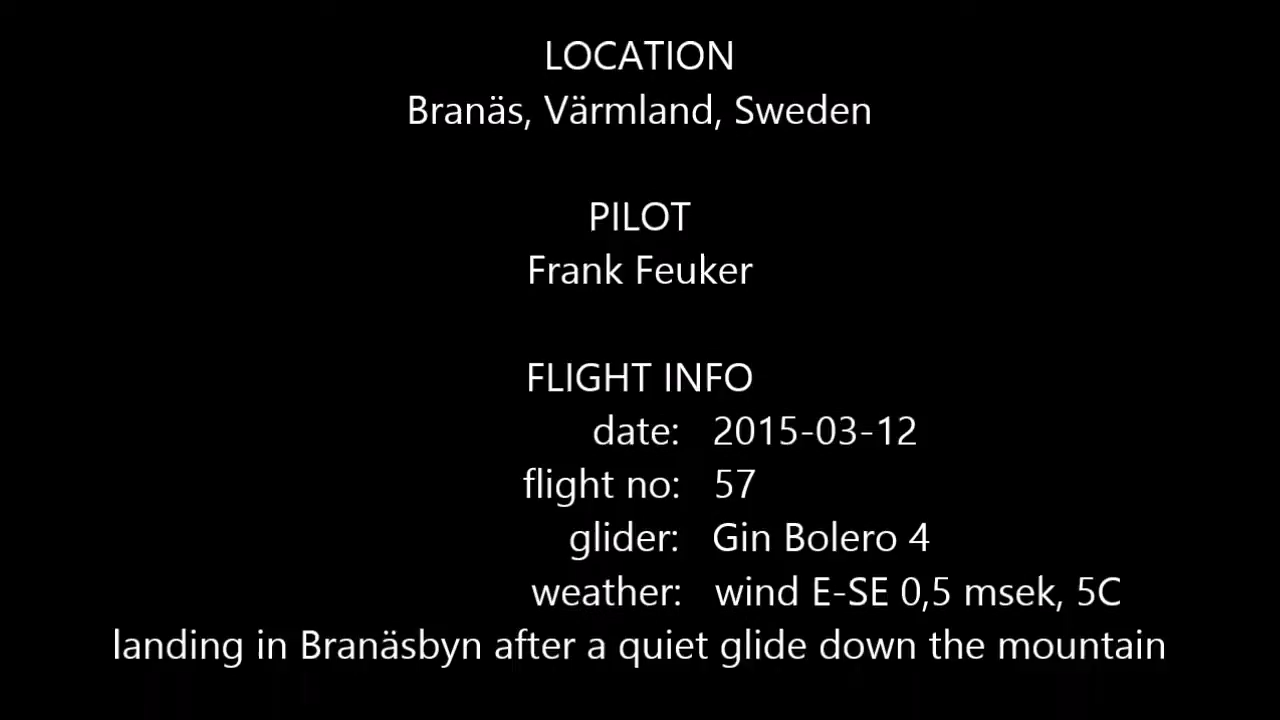 LOCATION
Branäs, Värmland, Sweden
PILOT
Frank Feuker
FLIGHT INFO
date: 2015-03-12
flight no: 57
glider: Gin Bolero 4
weather: wind E-SE 0,5 msek, 5C
landing in Branäsbyn after a quiet glide down the mountain